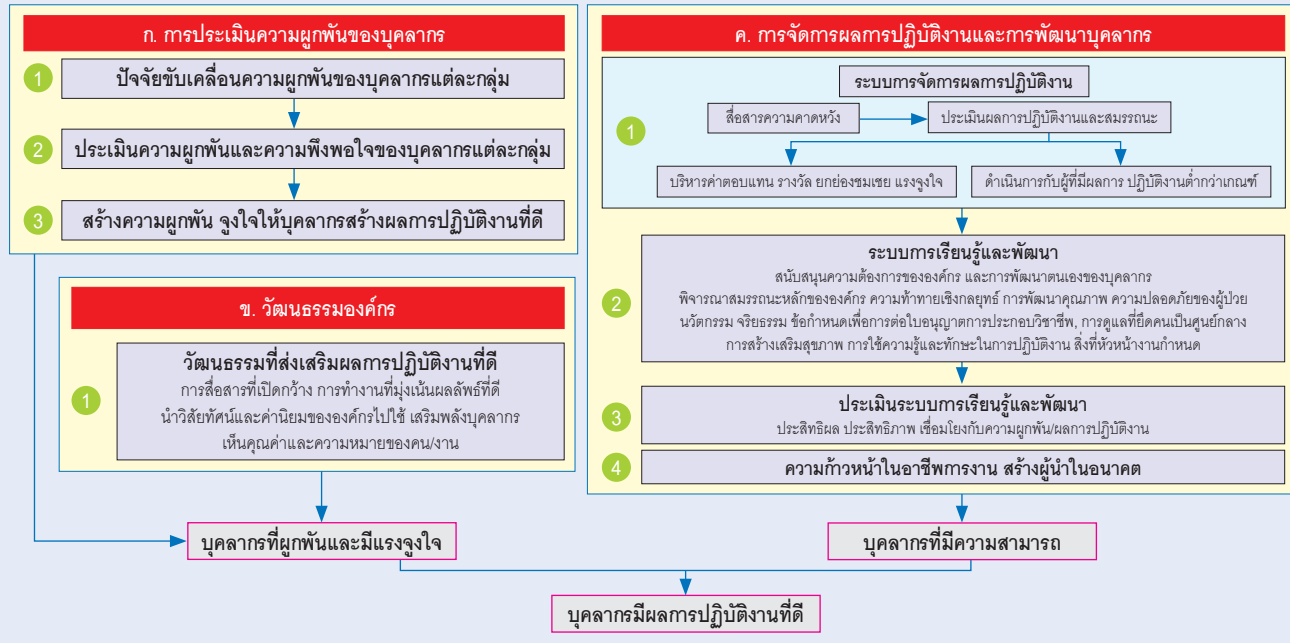 ก. การประเมินความผูกพันของบุคลากร
1
ปัจจัยขับเคลื่อนความผูกพันของบุคลากรแต่ละกลุ่ม
2
ประเมินความผูกพันและความพึงพอใจของบุคลากรแต่ละกลุ่ม
3
สร้างความผูกพัน จูงใจให้บุคลากรสร้างผลการปฏิบัติงานที่ดี
ข. วัฒนธรรมองค์กร
1
วัฒนธรรมที่ส่งเสริมผลการปฏิบัติงานที่ดี
การสื่อสารที่เปิดกว้าง การทำงานที่มุ่งเน้นผลลัพธ์ที่ดี
นำวิสัยทัศน์และค่านิยมขององค์กรไปใช้ เสริมพลังบุคลากร
เห็นคุณค่าและความหมายของคน/งาน
ค. การจัดการผลการปฏิบัติงานและการพัฒนาบุคลากร
1
ระบบการจัดการผลการปฏิบัติงาน
สื่อสารความคาดหวัง
ประเมินผลการปฏิบัติงานและสมรรถนะ
บริหารค่าตอบแทน รางวัล ยกย่องชมเชย แรงจูงใจ
ดำเนินการกับผู้ที่มีผลการ ปฏิบัติงานต่ำกว่าเกณฑ์
2
ระบบการเรียนรู้และพัฒนา
สนับสนุนความต้องการขององค์กร และการพัฒนาตนเองของบุคลากร
พิจารณาสมรรถนะหลักขององค์กร ความท้าทายเชิงกลยุทธ์ การพัฒนาคุณภาพ ความปลอดภัยของผู้ป่วย
นวัตกรรม จริยธรรม ข้อกำหนดเพื่อการต่อใบอนุญาตการประกอบวิชาชีพ, การดูแลที่ยึดคนเป็นศูนย์กลาง
การสร้างเสริมสุขภาพ การใช้ความรู้และทักษะในการปฏิบัติงาน สิ่งที่หัวหน้างานกำหนด
3
ประเมินระบบการเรียนรู้และพัฒนา
ประสิทธิผล ประสิทธิภาพ เชื่อมโยงกับความผูกพัน/ผลการปฏิบัติงาน
4
ความก้าวหน้าในอาชีพการงาน สร้างผู้นำในอนาคต
บุคลากรที่ผูกพันและมีแรงจูงใจ
บุคลากรที่มีความสามารถ
บุคลากรมีผลการปฏิบัติงานที่ดี